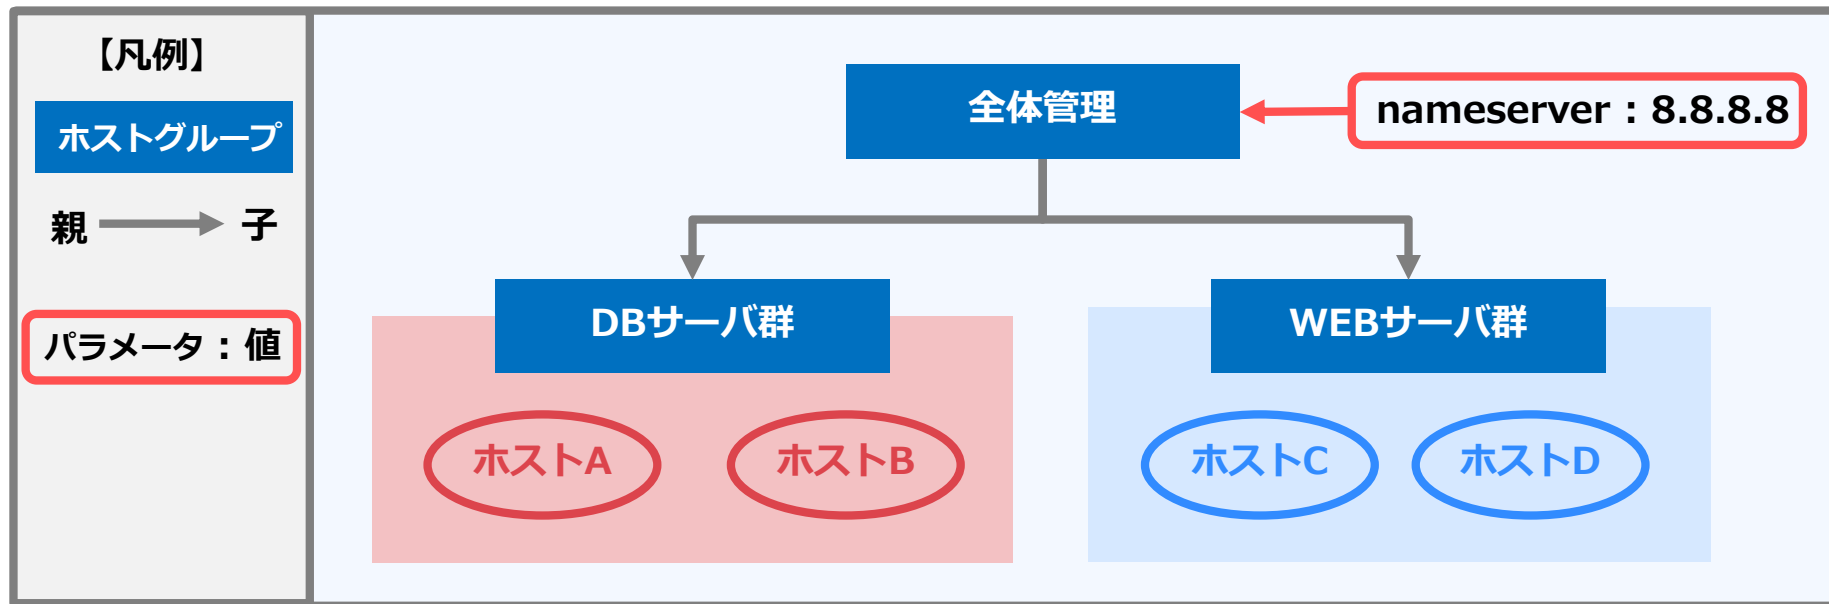 【凡例】
ホストグループ
親 子
パラメータ：値
全体管理
nameserver：8.8.8.8
DBサーバ群
WEBサーバ群
ホストA
ホストB
ホストC
ホストD